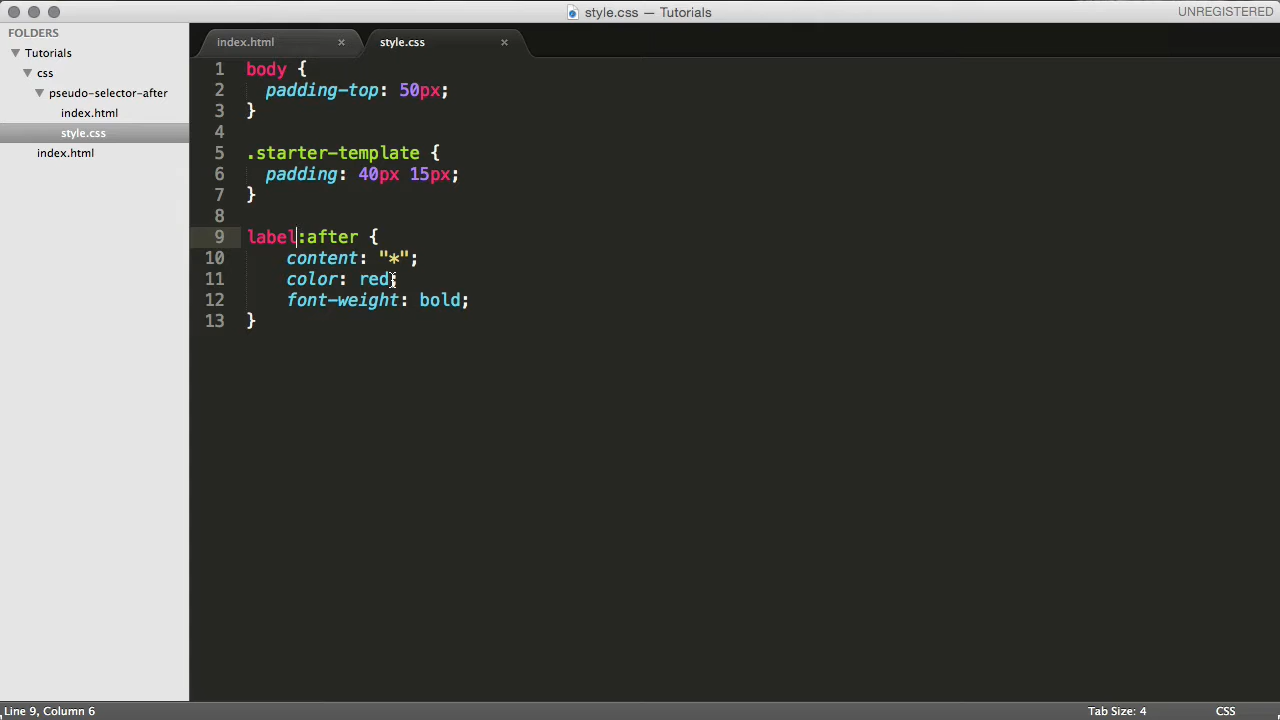 style.css — Tutorials
UNREGISTERED
FOLDERS
Tutorials
css
pseudo-selector-after
index.html
style.css
index.html
index.html ×
style.css ×
1 body {
2 padding-top: 50px;
3 }
4
5 .starter-template {
6 padding: 40px 15px;
7 }
8
9 label:after {
10 content: "*";
11 color: red;
12 font-weight: bold;
13 }
Line 9, Column 6
Tab Size: 4
CSS